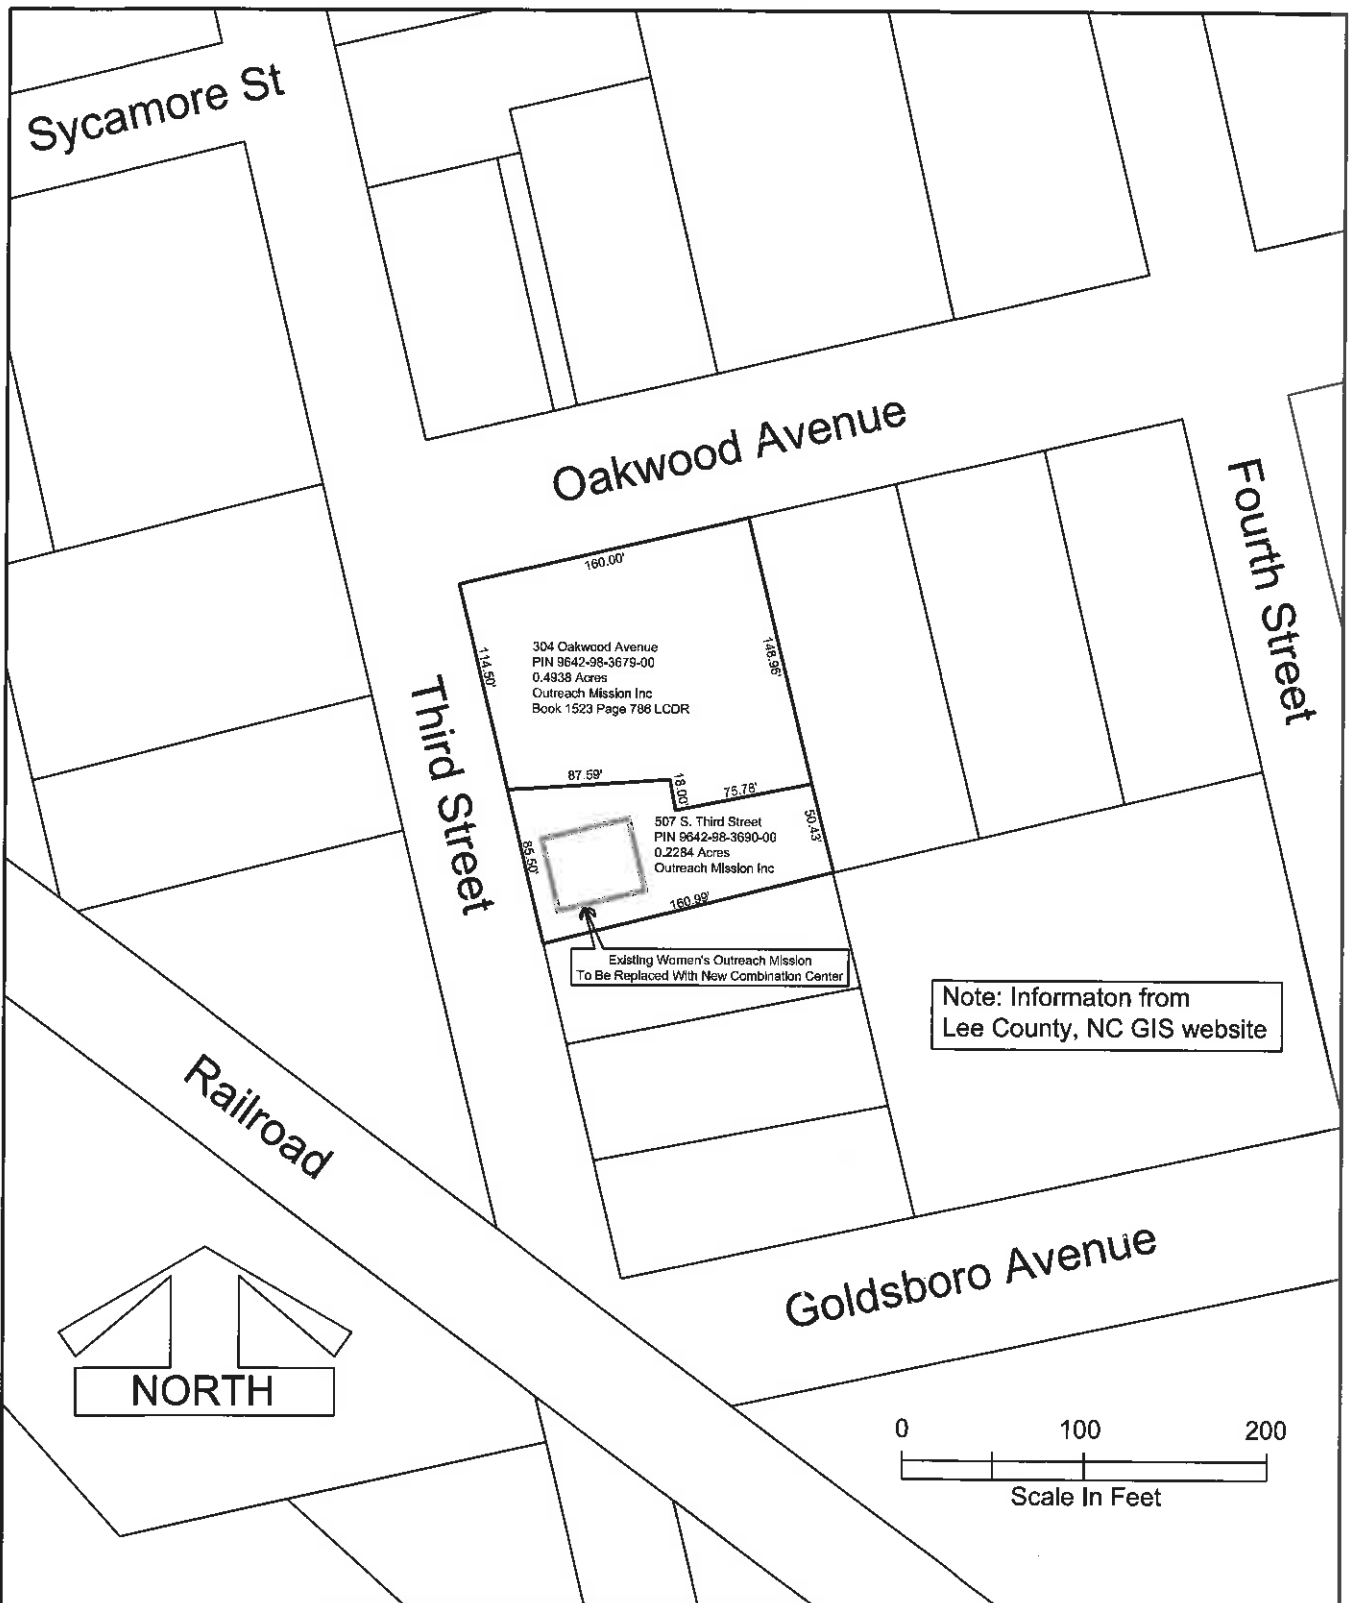 Sycamore St
Oakwood Avenue
Fourth Street
160.00'
114.50'
148.96'
304 Oakwood Avenue
PIN 9642-98-3679-00
0.4938 Acres
Outreach Mission Inc
Book 1523 Page 786 LCDR
Third Street
87.59'
18.00'
75.78'
50.43'
85.50'
507 S. Third Street
PIN 9642-98-3690-00
0.2284 Acres
Outreach Mission Inc
160.99'
Existing Women's Outreach Mission
To Be Replaced With New Combination Center
Note: Informaton from
Lee County, NC GIS website
Railroad
Goldsboro Avenue
NORTH
0 100 200
Scale In Feet